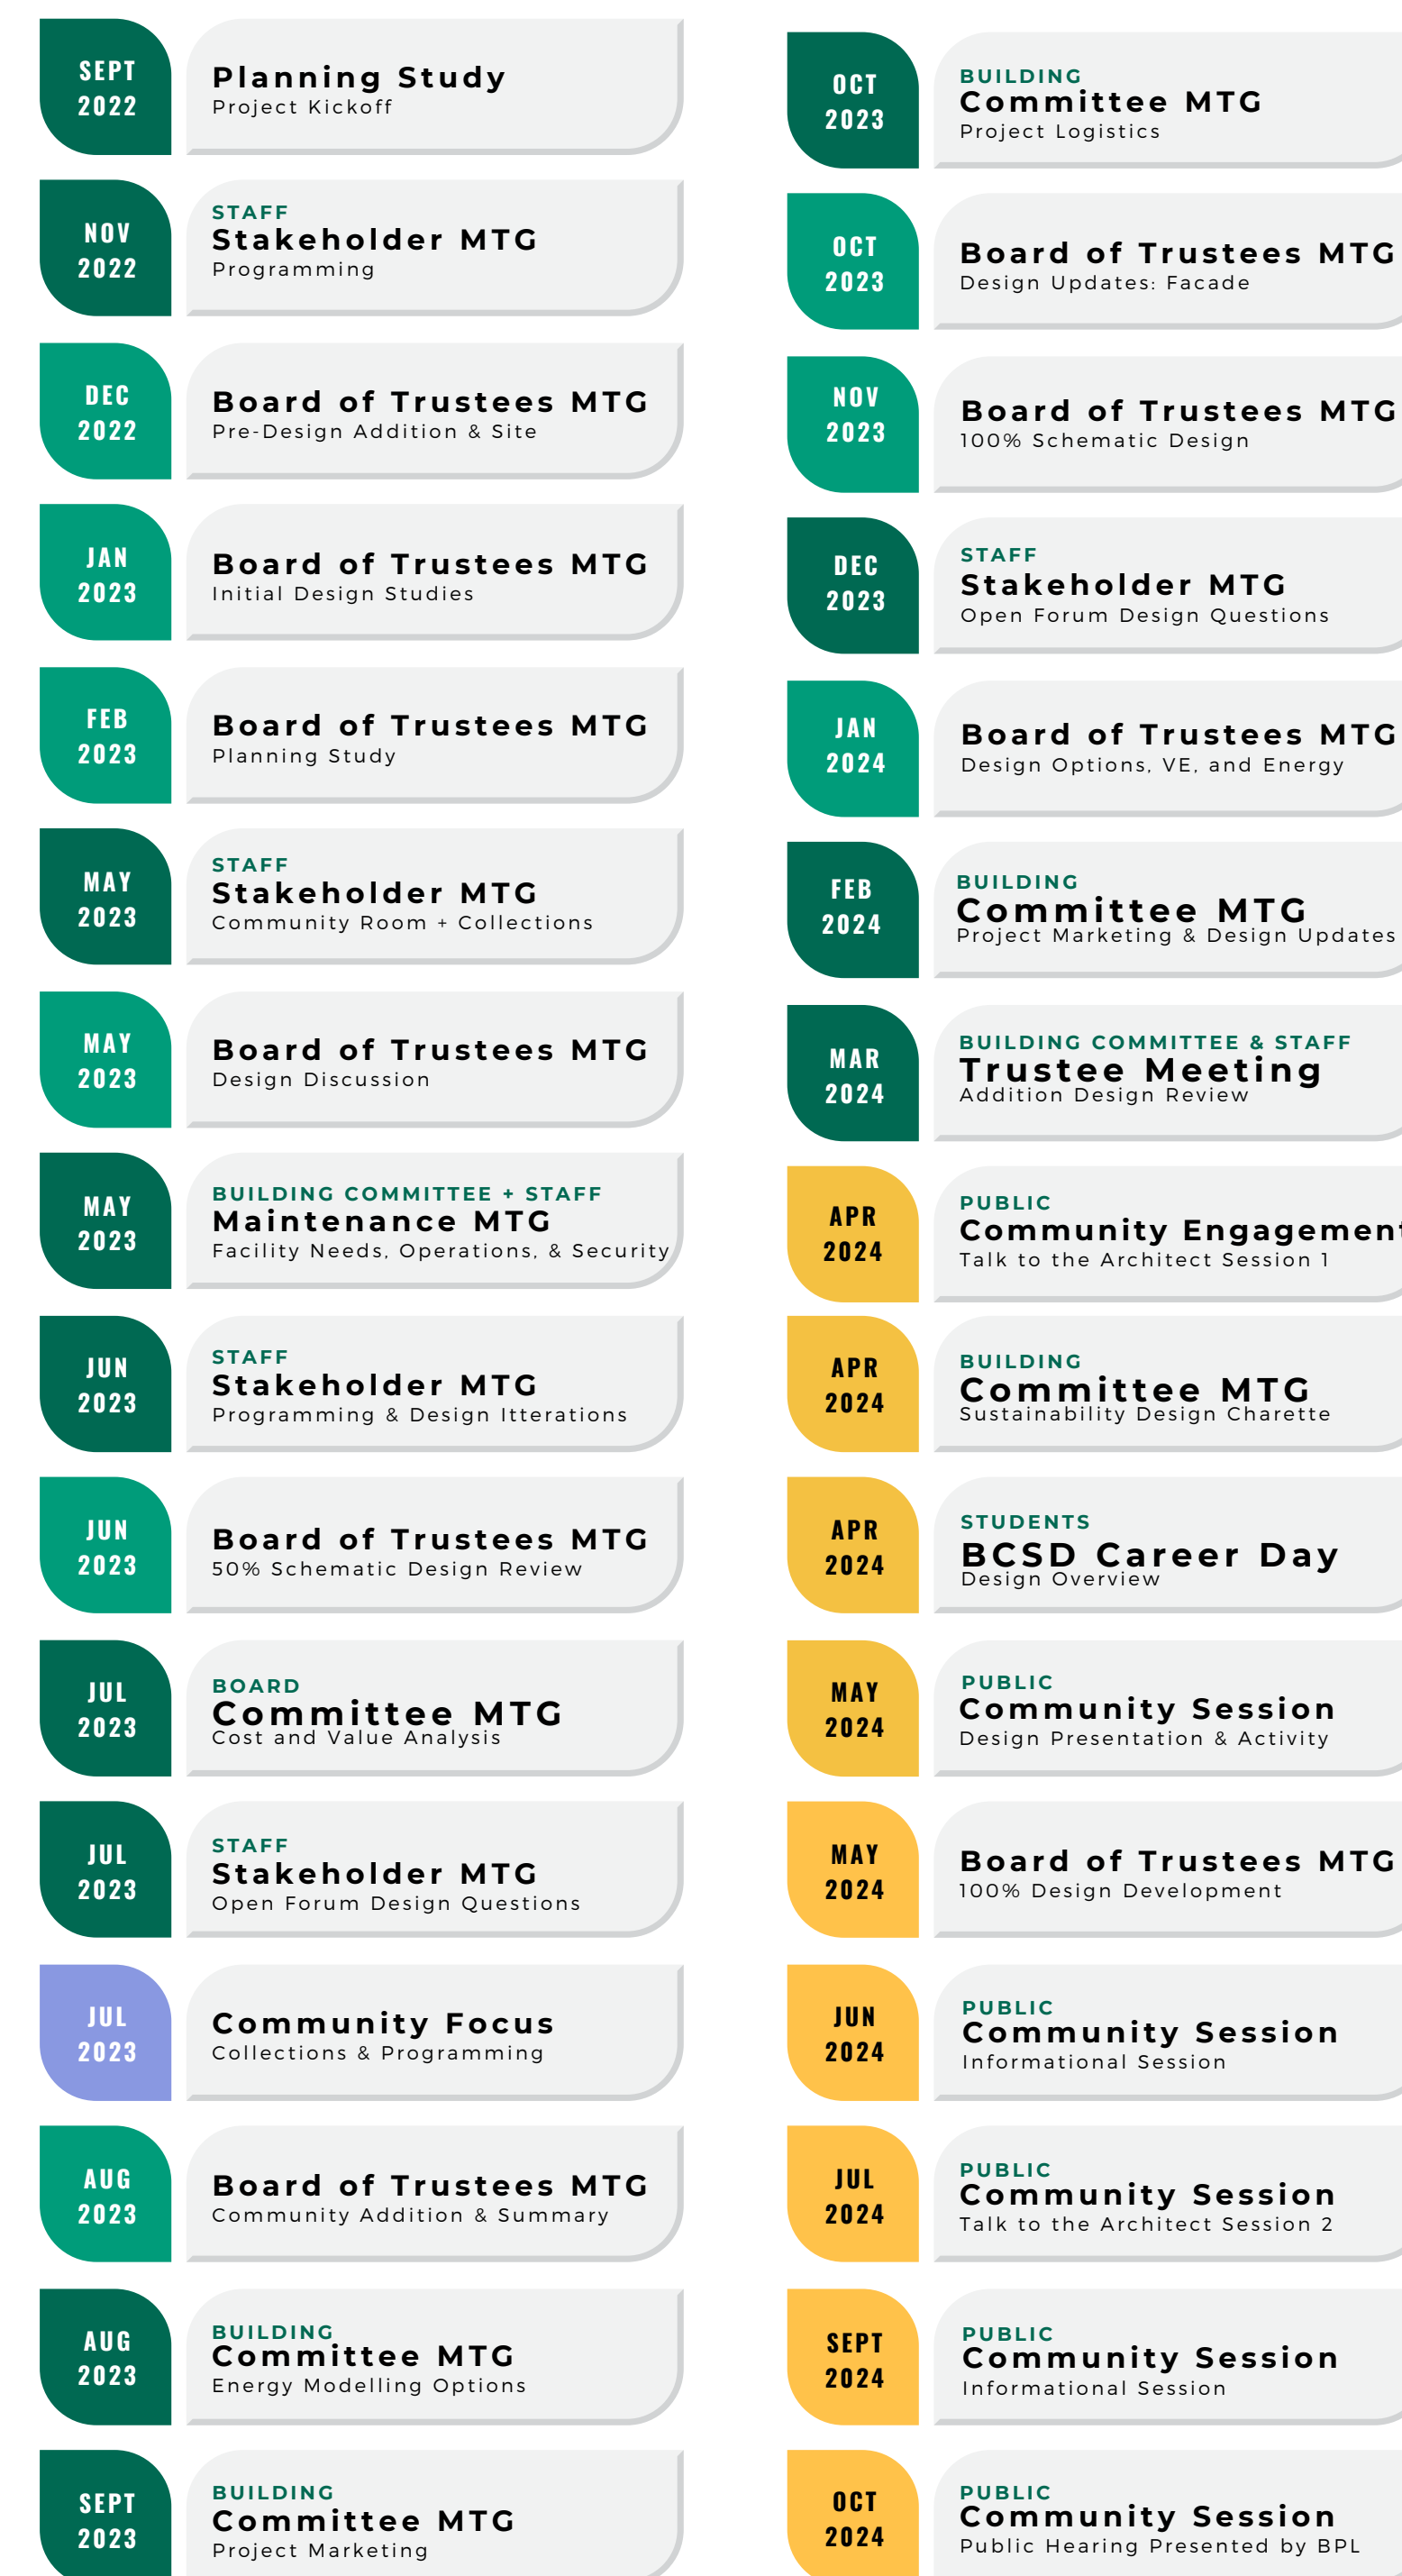 SEPT
2022
Planning Study
Project Kickoff
NOV
2022
STAFF
Stakeholder MTG
Programming
DEC
2022
Board of Trustees MTG
Pre-Design Addition & Site
JAN
2023
Board of Trustees MTG
Initial Design Studies
FEB
2023
Board of Trustees MTG
Planning Study
MAY
2023
STAFF
Stakeholder MTG
Community Room + Collections
MAY
2023
Board of Trustees MTG
Design Discussion
MAY
2023
BUILDING COMMITTEE + STAFF
Maintenance MTG
Facility Needs, Operations, & Security
JUN
2023
STAFF
Stakeholder MTG
Programming & Design Itterations
JUN
2023
Board of Trustees MTG
50% Schematic Design Review
JUL
2023
BOARD
Committee MTG
Cost and Value Analysis
JUL
2023
STAFF
Stakeholder MTG
Open Forum Design Questions
JUL
2023
Community Focus
Collections & Programming
AUG
2023
Board of Trustees MTG
Community Addition & Summary
AUG
2023
BUILDING
Committee MTG
Energy Modelling Options
SEPT
2023
BUILDING
Committee MTG
Project Marketing
OCT
2023
BUILDING
Committee MTG
Project Logistics
OCT
2023
Board of Trustees MTG
Design Updates: Facade
NOV
2023
Board of Trustees MTG
100% Schematic Design
DEC
2023
STAFF
Stakeholder MTG
Open Forum Design Questions
JAN
2024
Board of Trustees MTG
Design Options, VE, and Energy
FEB
2024
BUILDING
Committee MTG
Project Marketing & Design Updates
MAR
2024
BUILDING COMMITTEE & STAFF
Trustee Meeting
Addition Design Review
APR
2024
PUBLIC
Community Engagement
Talk to the Architect Session 1
APR
2024
BUILDING
Committee MTG
Sustainability Design Charette
APR
2024
STUDENTS
BCSD Career Day
Design Overview
MAY
2024
PUBLIC
Community Session
Design Presentation & Activity
MAY
2024
Board of Trustees MTG
100% Design Development
JUN
2024
PUBLIC
Community Session
Informational Session
JUL
2024
PUBLIC
Community Session
Talk to the Architect Session 2
SEPT
2024
PUBLIC
Community Session
Informational Session
OCT
2024
PUBLIC
Community Session
Public Hearing Presented by BPL